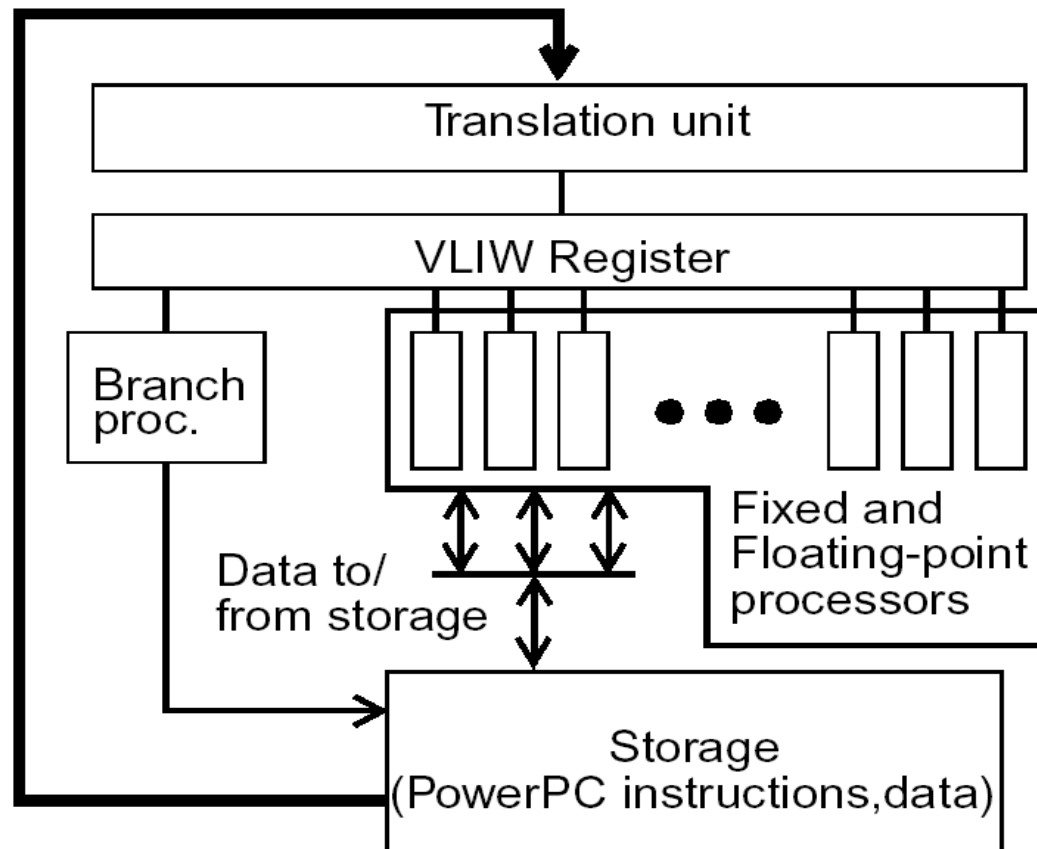 Translation unit
VLIW Register
Branch
proc.
Fixed and
Floating-point
processors
Data to/
from storage
Storage
(PowerPC instructions,data)